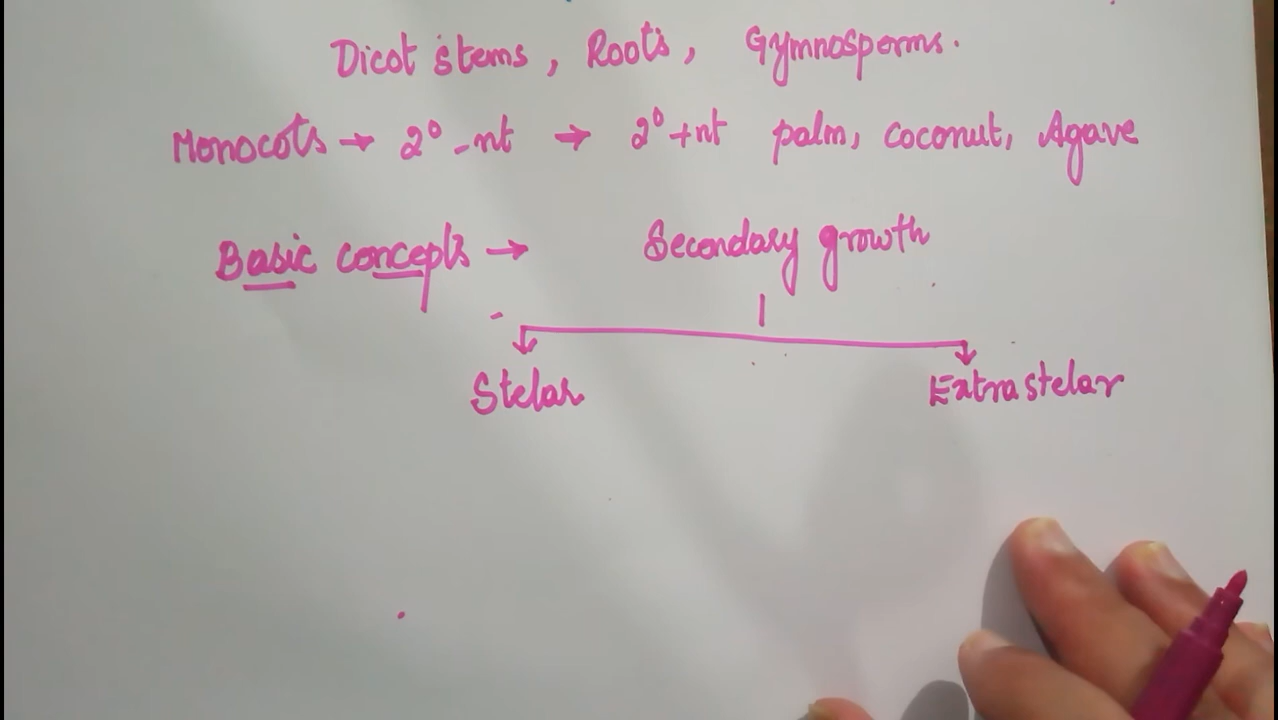 Dicot stems, Roots, Gymnosperms.
Monocots → 2° -nt → 2° +nt palm, coconut, Agave
Basic concepts → Secondary growth
Stelar Extrastelar